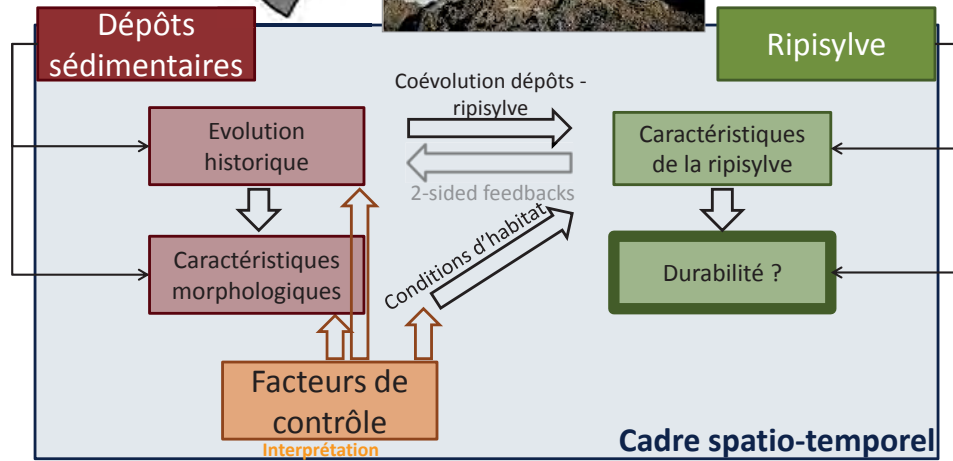 Dépôts
sédimentaires
Ripisylve
Coévolution dépôts -
ripisylve
Evolution
historique
Caractéristiques
de la ripisylve
2-sided feedbacks
Conditions d'habitat
Caractéristiques
morphologiques
Durabilité ?
Facteurs de
contrôle
Interprétation
Cadre spatio-temporel